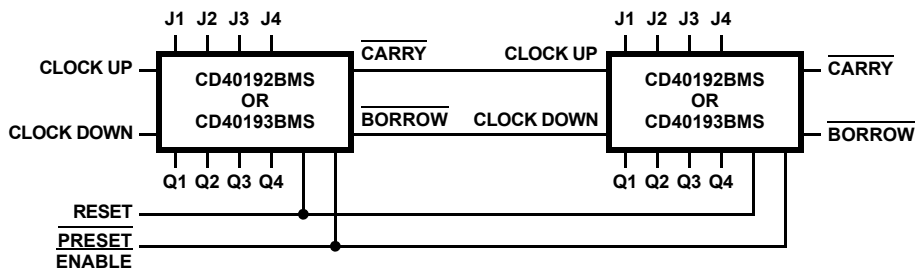 J1 J2 J3 J4
J1 J2 J3 J4
CLOCK UP
CARRY
CLOCK UP
CARRY
CD40192BMS
OR
CD40193BMS
CD40192BMS
OR
CD40193BMS
CLOCK DOWN
BORROW
CLOCK DOWN
BORROW
Q1 Q2 Q3 Q4
Q1 Q2 Q3 Q4
RESET
PRESET
ENABLE